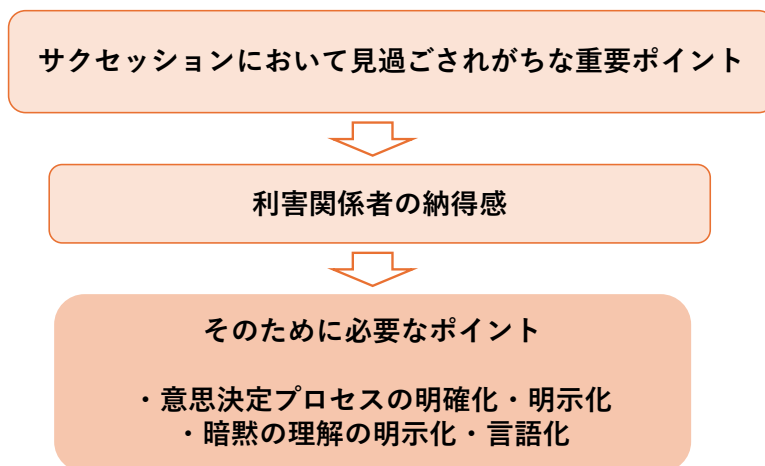 サクセッションにおいて見過ごされがちな重要ポイント
利害関係者の納得感
そのために必要なポイント
・意思決定プロセスの明確化・明示化
・暗黙の理解の明示化・言語化